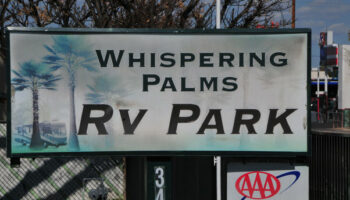 Whispering
Palms
RV Park
34
AAA